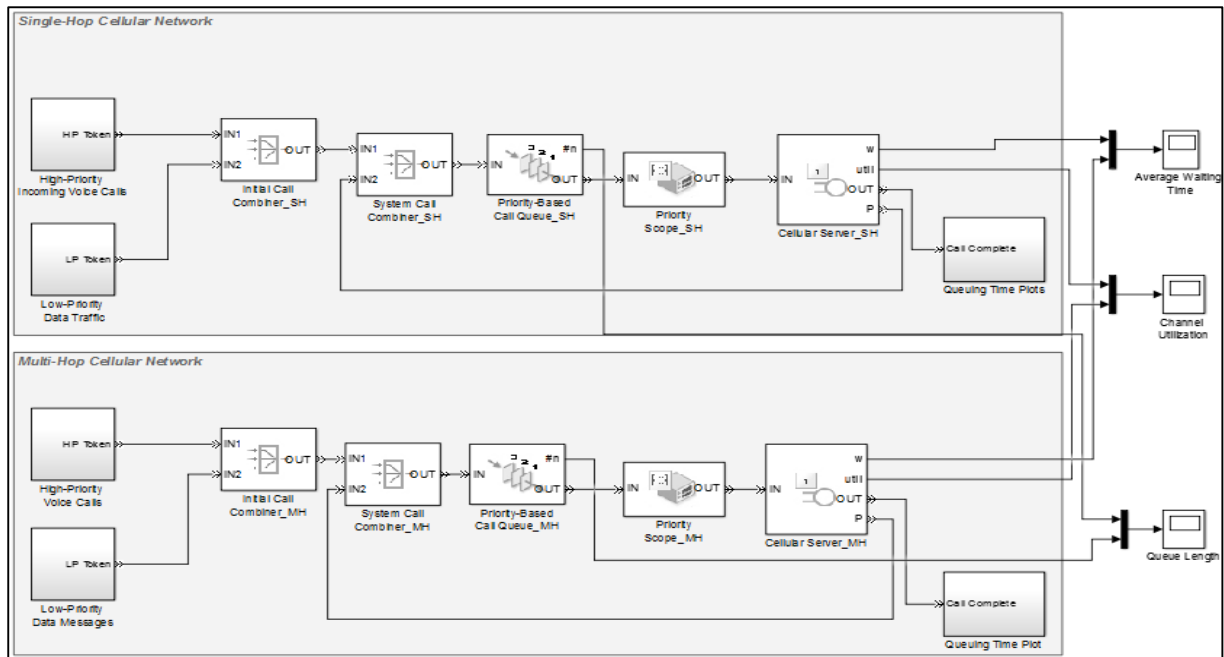 Single-Hop Cellular Network
HP Token
High-Priority
Incoming Voice Calls
LP Token
Low-Priority
Data Traffic
IN1
IN2
OUT
Initial Call
Combiner_SH
IN1
IN2
OUT
System Call
Combiner_SH
IN
#n
OUT
Priority-Based
Call Queue_SH
IN
OUT
Priority
Scope_SH
IN
1
w
util
OUT
P
Cellular Server_SH
Call Complete
Queuing Time Plots
Average Waiting
Time
Channel
Utilization
Multi-Hop Cellular Network
HP Token
High-Priority
Voice Calls
LP Token
Low-Priority
Data Messages
IN1
IN2
OUT
Initial Call
Combiner_MH
IN1
IN2
OUT
System Call
Combiner_MH
IN
#n
OUT
Priority-Based
Call Queue_MH
IN
OUT
Priority
Scope_MH
IN
1
w
util
OUT
P
Cellular Server_MH
Call Complete
Queuing Time Plot
Queue Length